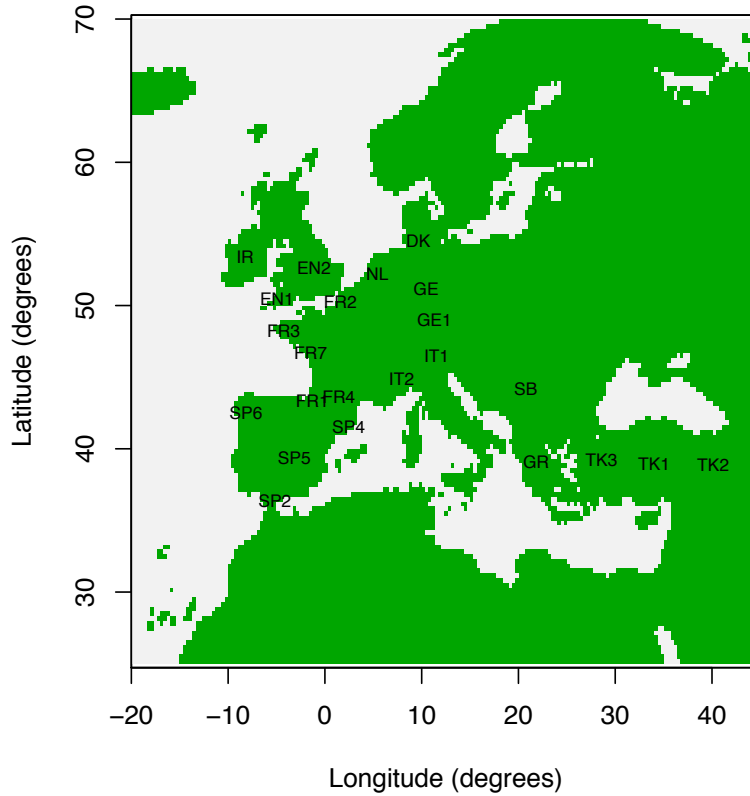 70
60
50
40
30
Latitude (degrees)
DK
IR
EN2
NL
GE
EN1
FR2
GE1
FR3
FR7
IT1
IT2
SB
FR1
FR4
SP6
SP4
SP5
GR
TK3
TK1
TK2
SP2
−20
−10
0
10
20
30
40
Longitude (degrees)